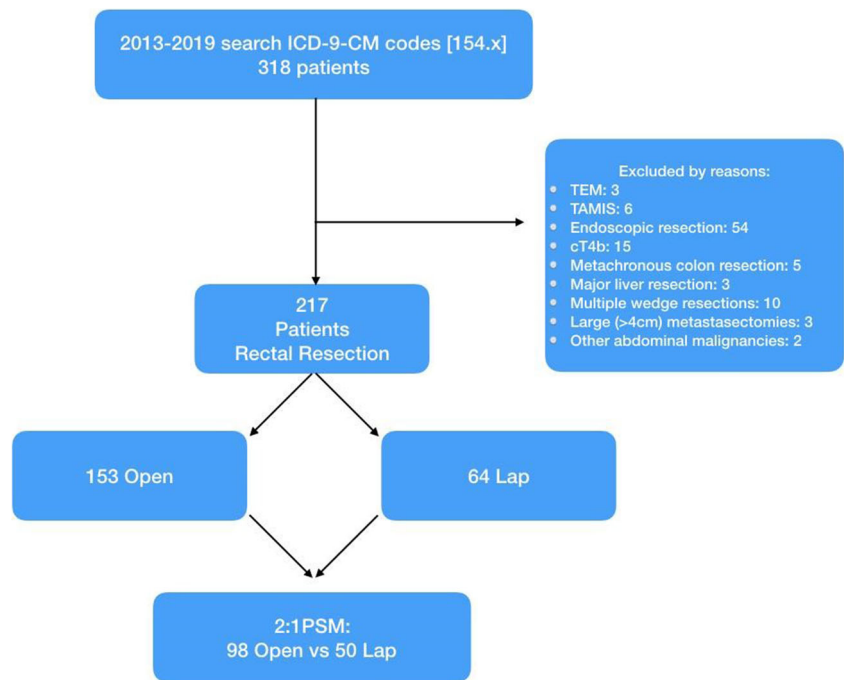 2013-2019 search ICD-9-CM codes [154.x]
318 patients
Excluded by reasons:
• TEM: 3
• TAMIS: 6
• Endoscopic resection: 54
• cT4b: 15
• Metachronous colon resection: 5
• Major liver resection: 3
• Multiple wedge resections: 10
• Large (>4cm) metastasectomies: 3
• Other abdominal malignancies: 2
217
Patients
Rectal Resection
153 Open
64 Lap
2:1PSM:
98 Open vs 50 Lap